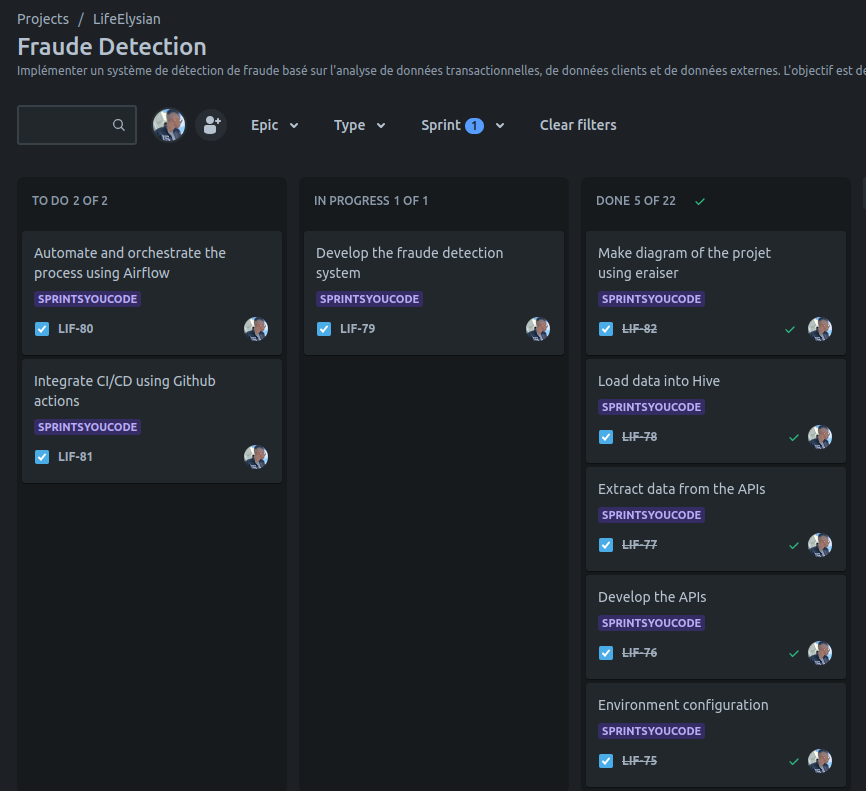 Projects / LifeElysian
Fraude Detection
Implémenter un système de détection de fraude basé sur l'analyse de données transactionnelles, de données clients et de données externes. L'objectif est de
Epic
Type
Sprint 1
Clear filters
TO DO 2 OF 2
Automate and orchestrate the
process using Airflow
SPRINTSYOUCODE
LIF-80
Integrate CI/CD using Github
actions
SPRINTSYOUCODE
LIF-81
IN PROGRESS 1 OF 1
Develop the fraude detection
system
SPRINTSYOUCODE
LIF-79
DONE 5 OF 22
Make diagram of the projet
using eraiser
SPRINTSYOUCODE
LIF-82
Load data into Hive
SPRINTSYOUCODE
LIF-78
Extract data from the APIs
SPRINTSYOUCODE
LIF-77
Develop the APIs
SPRINTSYOUCODE
LIF-76
Environment configuration
SPRINTSYOUCODE
LIF-75